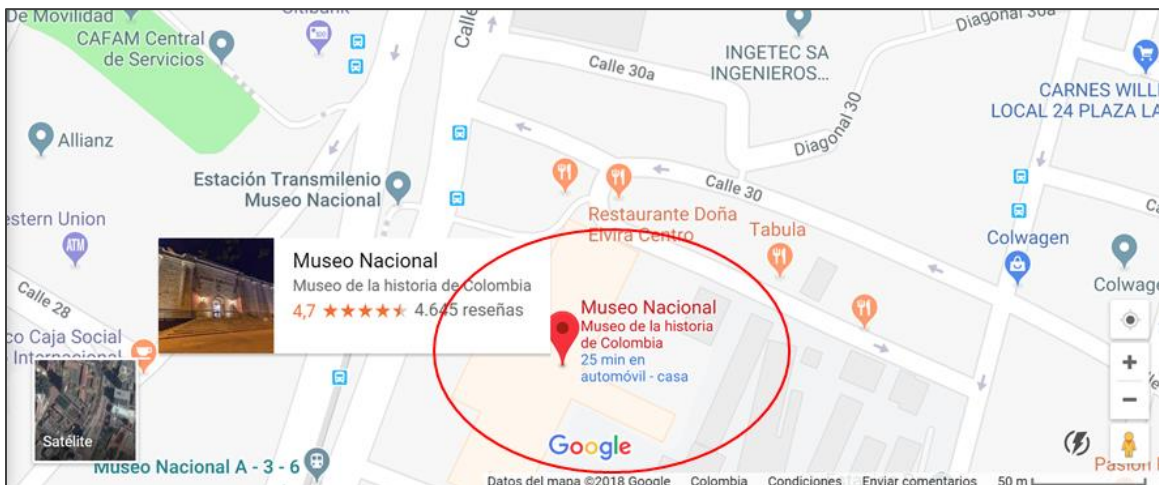 De Movilidad
CAFAM Central
de Servicios
Citibank
Calle
Calle 30a
INGETEC SA
INGENIEROS...
Diagonal 30a
CARNES WILL
LOCAL 24 PLAZA LA
Allianz
Diagonal 30
Estación Transmilenio
Museo Nacional
Calle 30
estern Union
ATM
Restaurante Doña
Elvira Centro
Tabula
Colwagen
Colwage
Museo Nacional
Museo de la historia de Colombia
4,7 4.645 reseñas
Calle 28
co Caja Social
Internacional
Museo Nacional
Museo de la historia
de Colombia
25 min en
automóvil - casa
Satélite
Google
Museo Nacional A - 3 - 6
Datos del mapa ©2018 Google Colombia Condiciones Enviar comentarios 50 m